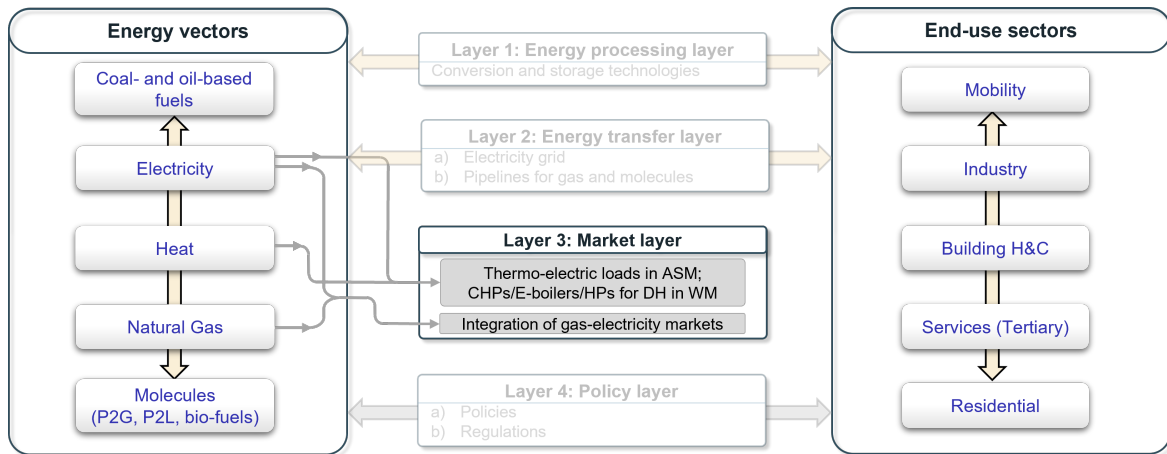 Energy vectors
Coal- and oil-based
fuels
Electricity
Heat
Natural Gas
Molecules
(P2G, P2L, bio-fuels)
Layer 1: Energy processing layer
Conversion and storage technologies
Layer 2: Energy transfer layer
a) Electricity grid
b) Pipelines for gas and molecules
Layer 3: Market layer
Thermo-electric loads in ASM;
CHPs/E-boilers/HPs for DH in WM
Integration of gas-electricity markets
Layer 4: Policy layer
a) Policies
b) Regulations
End-use sectors
Mobility
Industry
Building H&C
Services (Tertiary)
Residential